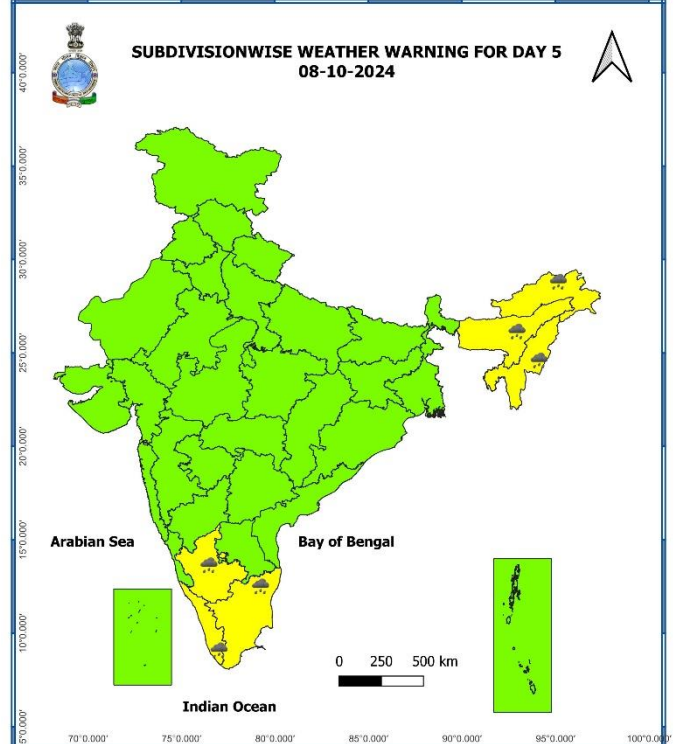 SUBDIVISIONWISE WEATHER WARNING FOR DAY 5
08-10-2024
40°0.000'
35°0.000'
30°0.000'
25°0.000'
20°0.000'
15°0.000'
10°0.000'
5°0.000'
Arabian Sea
Bay of Bengal
0 250 500 km
Indian Ocean
70°0.000' 75°0.000' 80°0.000' 85°0.000' 90°0.000' 95°0.000' 100°0.000'